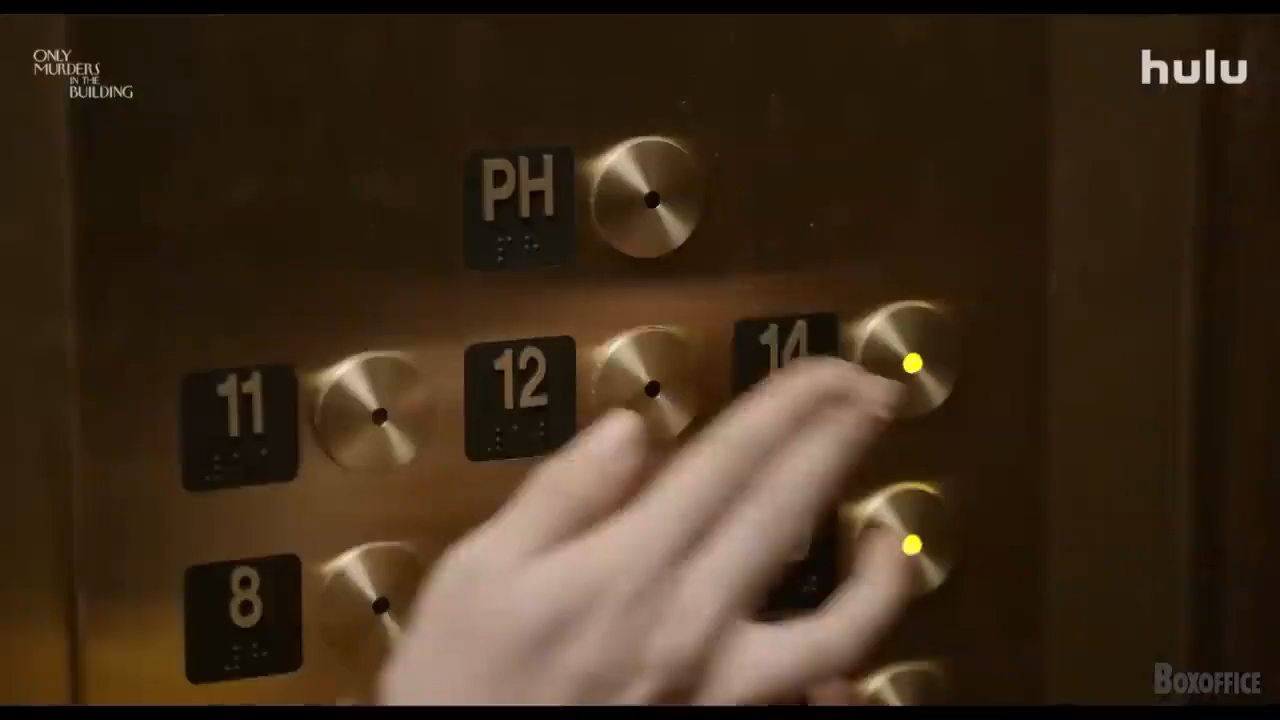 ONLY
MURDERS
IN THE
BUILDING
hulu
PH
11
12
14
8
BOXOFFICE